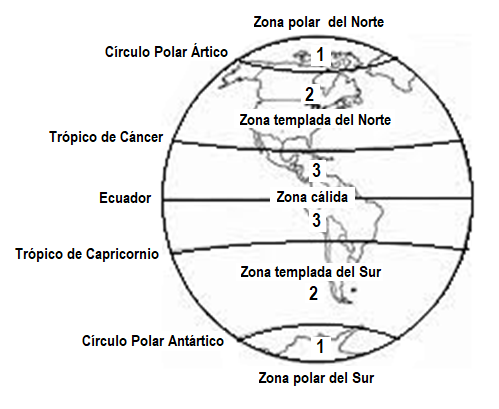 Zona polar del Norte
Círculo Polar Ártico
1
2
Zona templada del Norte
Trópico de Cáncer
3
Ecuador
Zona cálida
3
Trópico de Capricornio
Zona templada del Sur
2
Círculo Polar Antártico
1
Zona polar del Sur